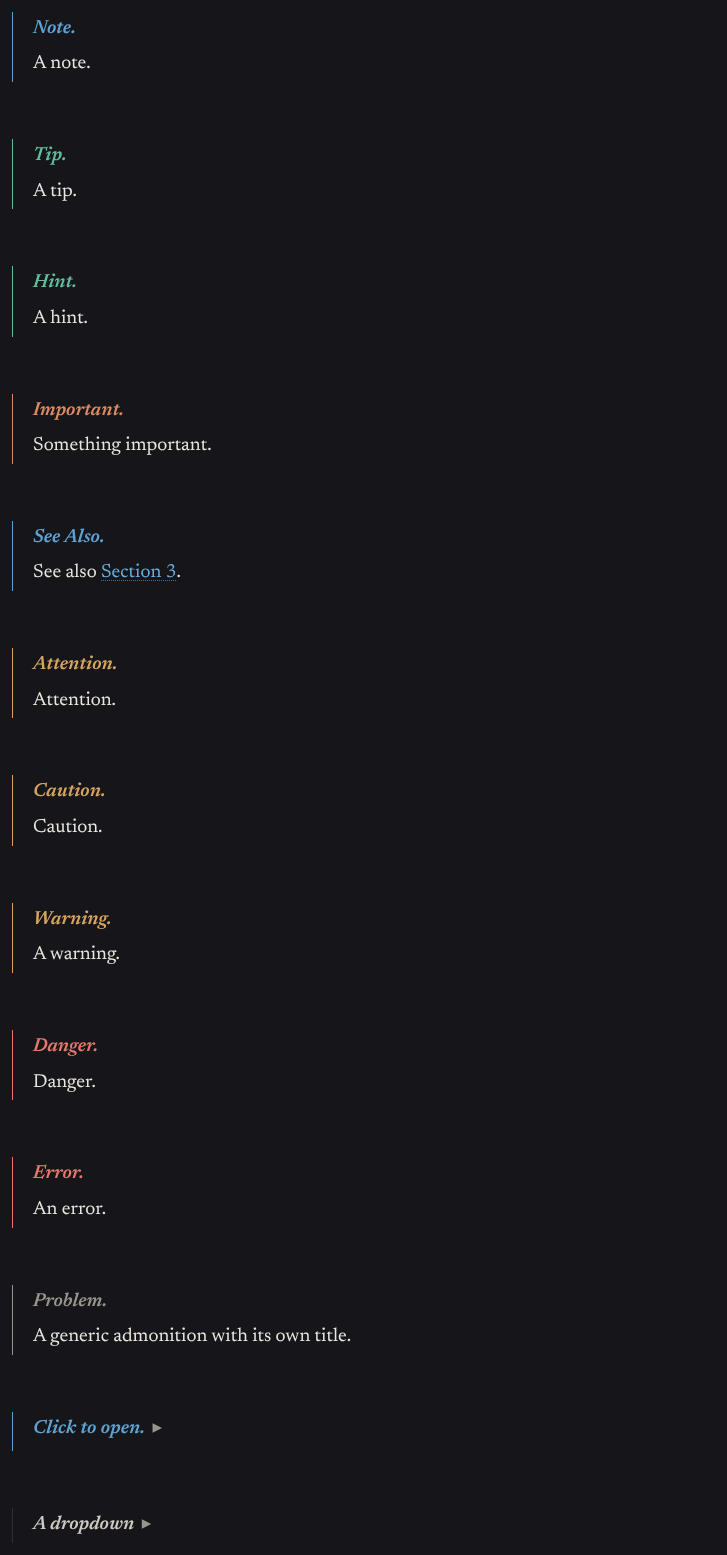 Note.
A note.
Tip.
A tip.
Hint.
A hint.
Important.
Something important.
See Also.
See also Section 3.
Attention.
Attention.
Caution.
Caution.
Warning.
A warning.
Danger.
Danger.
Error.
An error.
Problem.
A generic admonition with its own title.
Click to open. ▸
A dropdown ▸